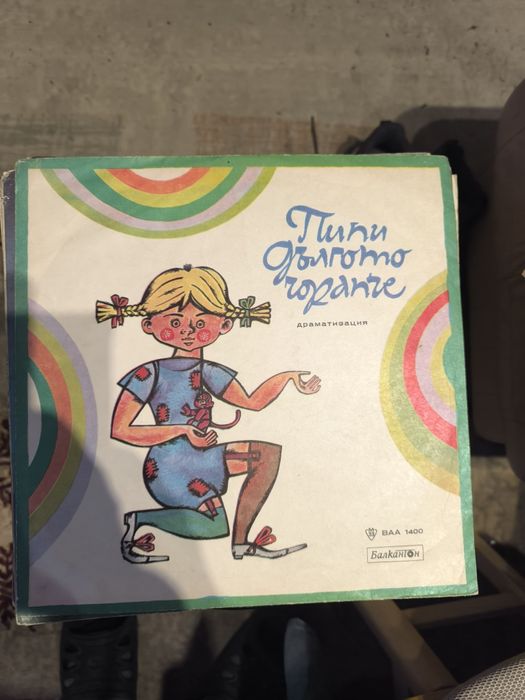 Пипи
дългото
чорапче
драматизация
ВАА 1400
Балкантон